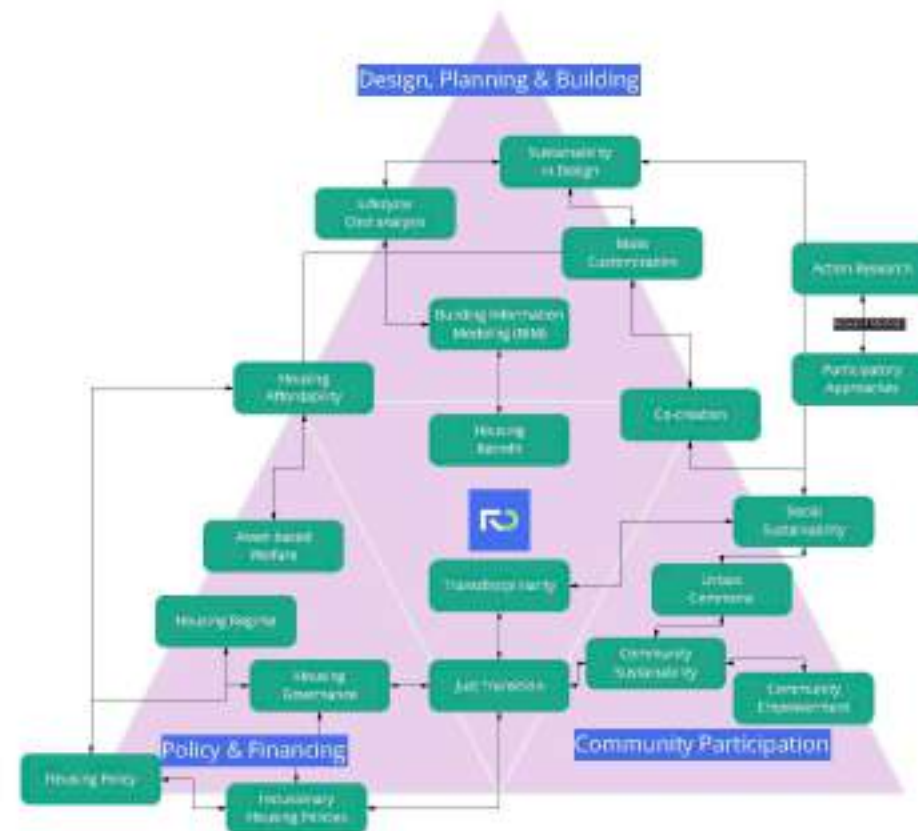 Design, Planning & Building
Sustainability
in Design
Lifecycle
Cost analysis
Mass
Customization
Action Research
Building Information
Modeling (BIM)
Participatory
Approaches
Housing
Affordability
Co-creation
Housing
Retrofit
Social
Sustainability
Asset-based
Welfare
Transdisciplinarity
Urban
Commons
Housing Regime
Community
Sustainability
Housing
Governance
Just Transition
Community
Empowerment
Policy & Financing
Community Participation
Housing Policy
Inclusionary
Housing Policies